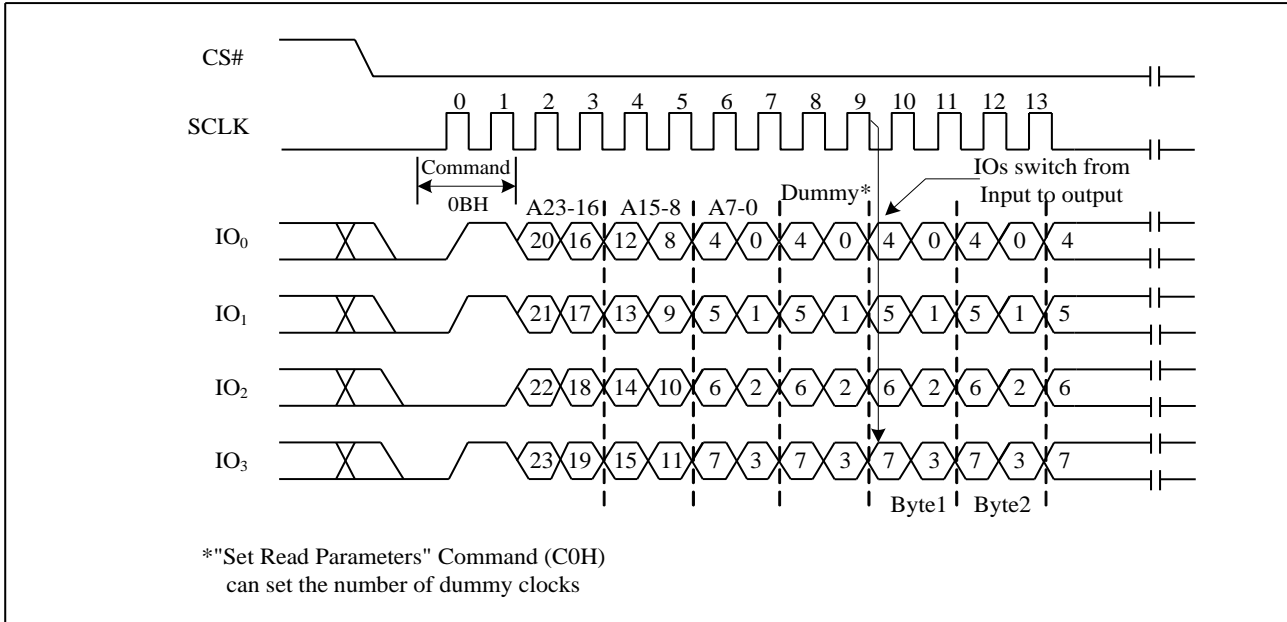 CS#
0 1 2 3 4 5 6 7 8 9 10 11 12 13
SCLK
Command
0BH
IOs switch from
Input to output
Dummy*
A23-16 A15-8 A7-0
IO0 20 16 12 8 4 0 4 0 4 0 4 0 4
IO1 21 17 13 9 5 1 5 1 5 1 5 1 5
IO2 22 18 14 10 6 2 6 2 6 2 6 2 6
IO3 23 19 15 11 7 3 7 3 7 3 7 3 7
Byte1 Byte2
*"Set Read Parameters" Command (C0H)
can set the number of dummy clocks